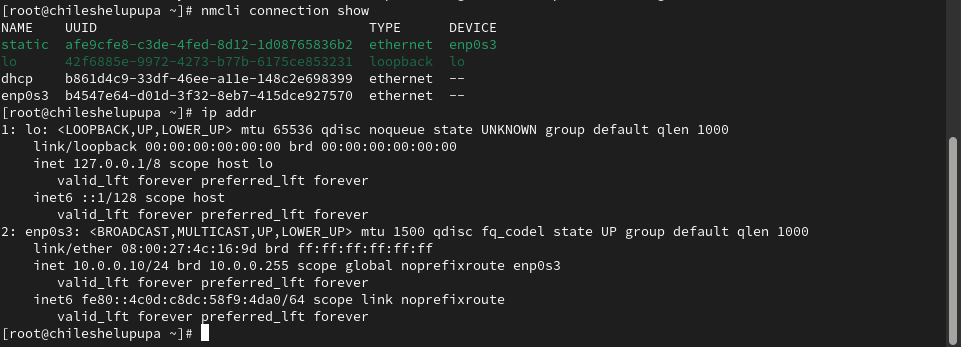 [root@chileshelupupa ~]# nmcli connection show
NAME    UUID                                  TYPE      DEVICE
static  afe9cfe8-c3de-4fed-8d12-1d08765836b2  ethernet  enp0s3
lo      42f6885e-9972-4273-b77b-6175ce853231  loopback  lo
dhcp    b861d4c9-33df-46ee-a11e-148c2e698399  ethernet  --
enp0s3  b4547e64-d01d-3f32-8eb7-415dce927570  ethernet  --
[root@chileshelupupa ~]# ip addr
1: lo: <LOOPBACK,UP,LOWER_UP> mtu 65536 qdisc noqueue state UNKNOWN group default qlen 1000
    link/loopback 00:00:00:00:00:00 brd 00:00:00:00:00:00
    inet 127.0.0.1/8 scope host lo
       valid_lft forever preferred_lft forever
    inet6 ::1/128 scope host
       valid_lft forever preferred_lft forever
2: enp0s3: <BROADCAST,MULTICAST,UP,LOWER_UP> mtu 1500 qdisc fq_codel state UP group default qlen 1000
    link/ether 08:00:27:4c:16:9d brd ff:ff:ff:ff:ff:ff
    inet 10.0.0.10/24 brd 10.0.0.255 scope global noprefixroute enp0s3
       valid_lft forever preferred_lft forever
    inet6 fe80::4c0d:c8dc:58f9:4da0/64 scope link noprefixroute
       valid_lft forever preferred_lft forever
[root@chileshelupupa ~]#